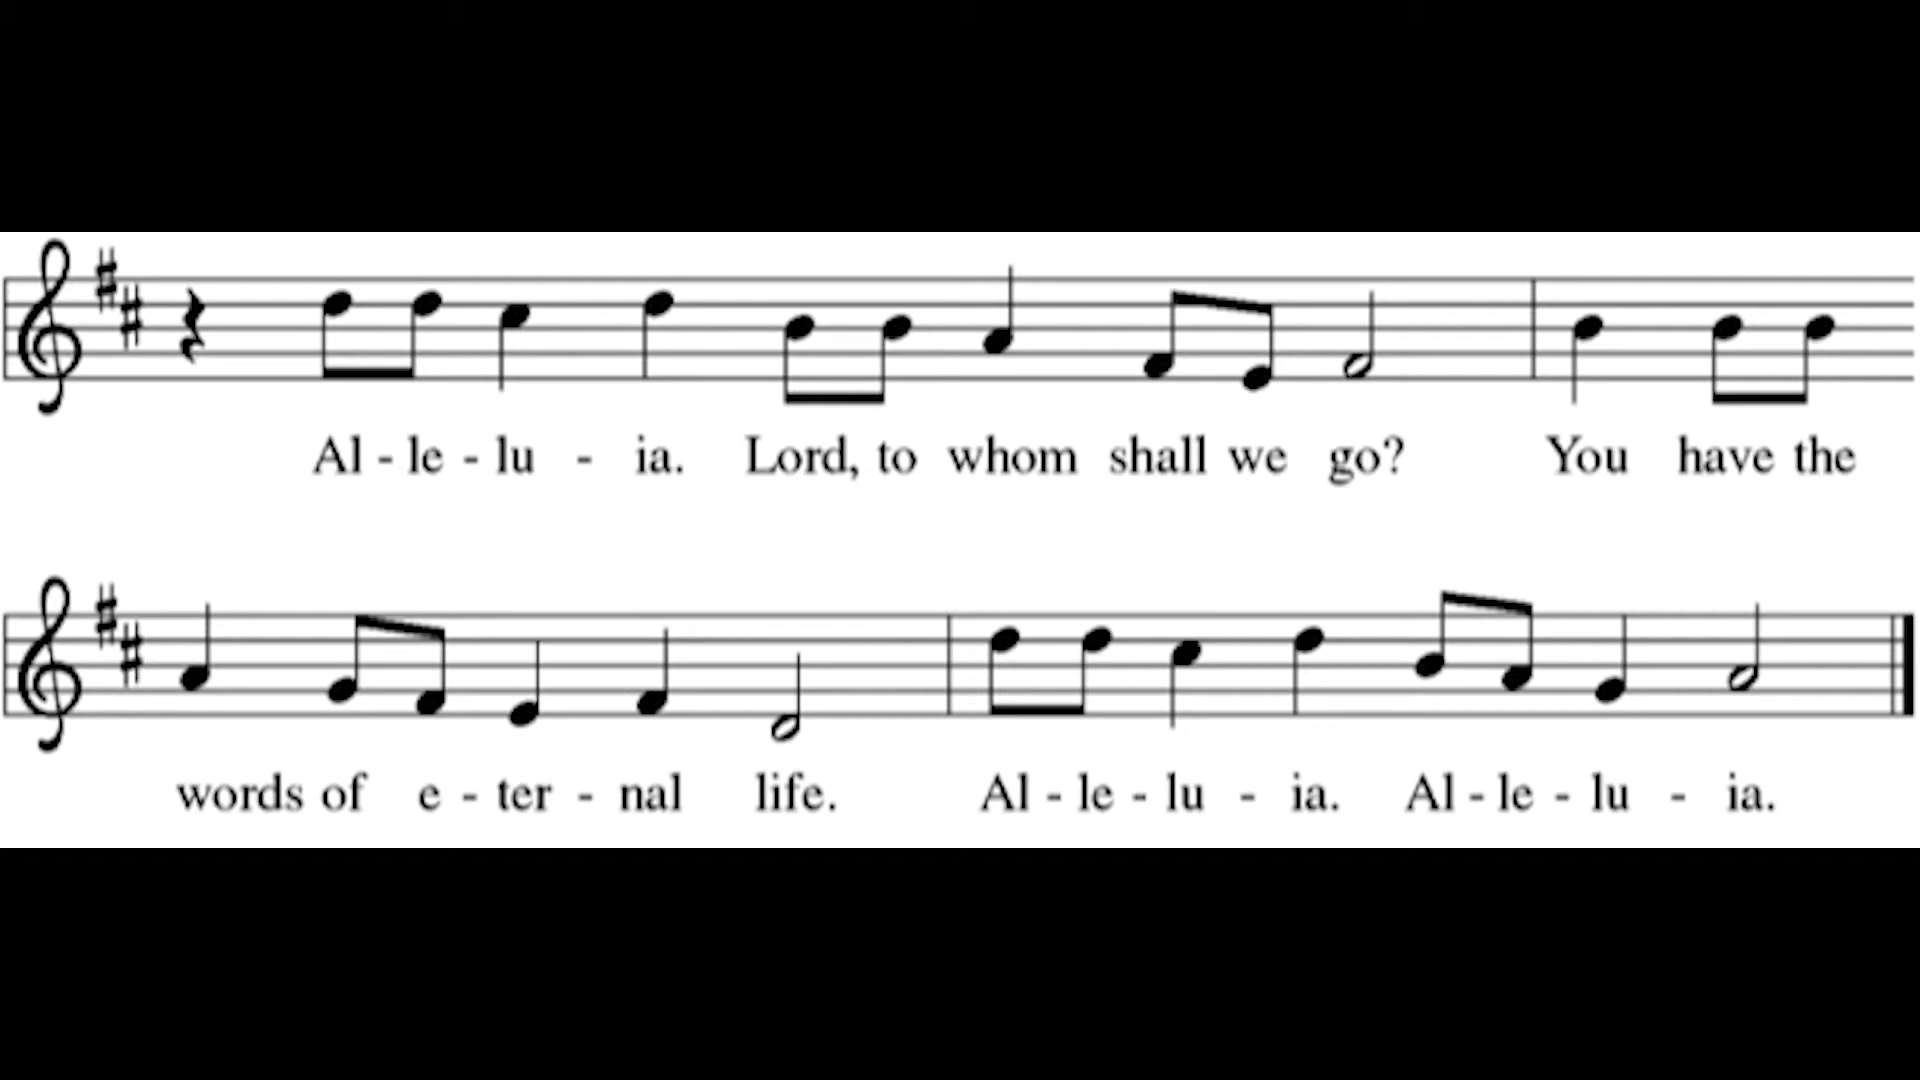 Al - le - lu - ia. Lord, to whom shall we go? You have the
words of e - ter - nal life. Al - le - lu - ia. Al - le - lu - ia.